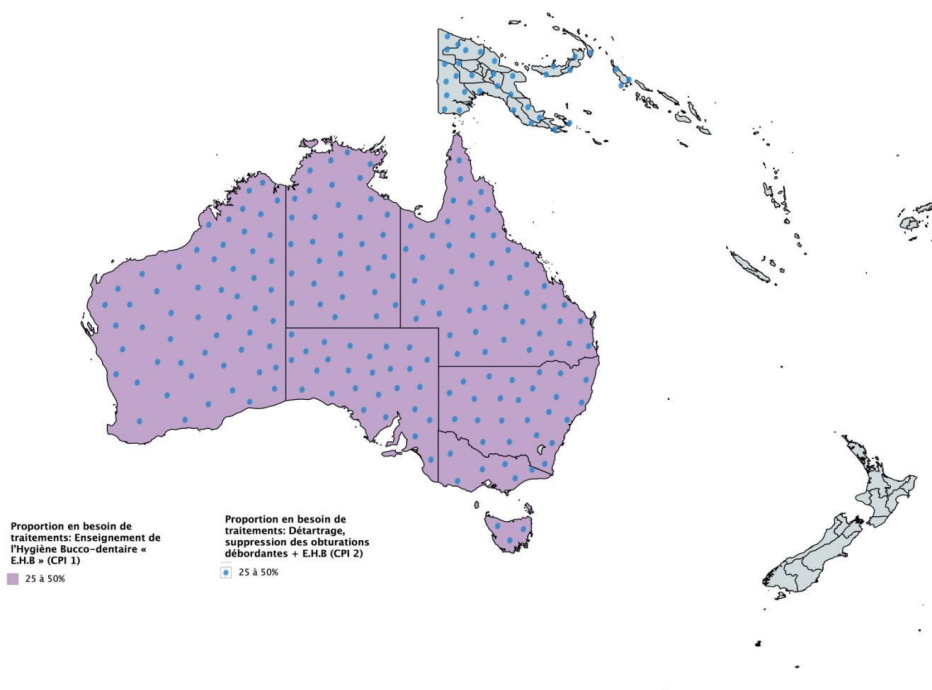 Proportion en besoin de
traitements: Enseignement de
l'Hygiène Bucco-dentaire «
E.H.B » (CPI 1)
25 à 50%
Proportion en besoin de
traitements: Détartrage,
suppression des obturations
débordantes + E.H.B (CPI 2)
25 à 50%